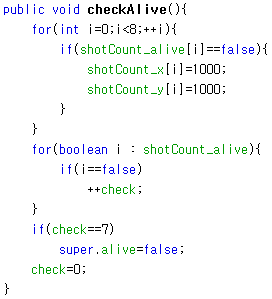 public void checkAlive(){
    for(int i=0;i<8;++i){
        if(shotCount_alive[i]==false){
            shotCount_x[i]=1000;
            shotCount_y[i]=1000;
        }
    }
    for(boolean i : shotCount_alive){
        if(i==false)
            ++check;
    }
    if(check==7)
        super.alive=false;
    check=0;
}